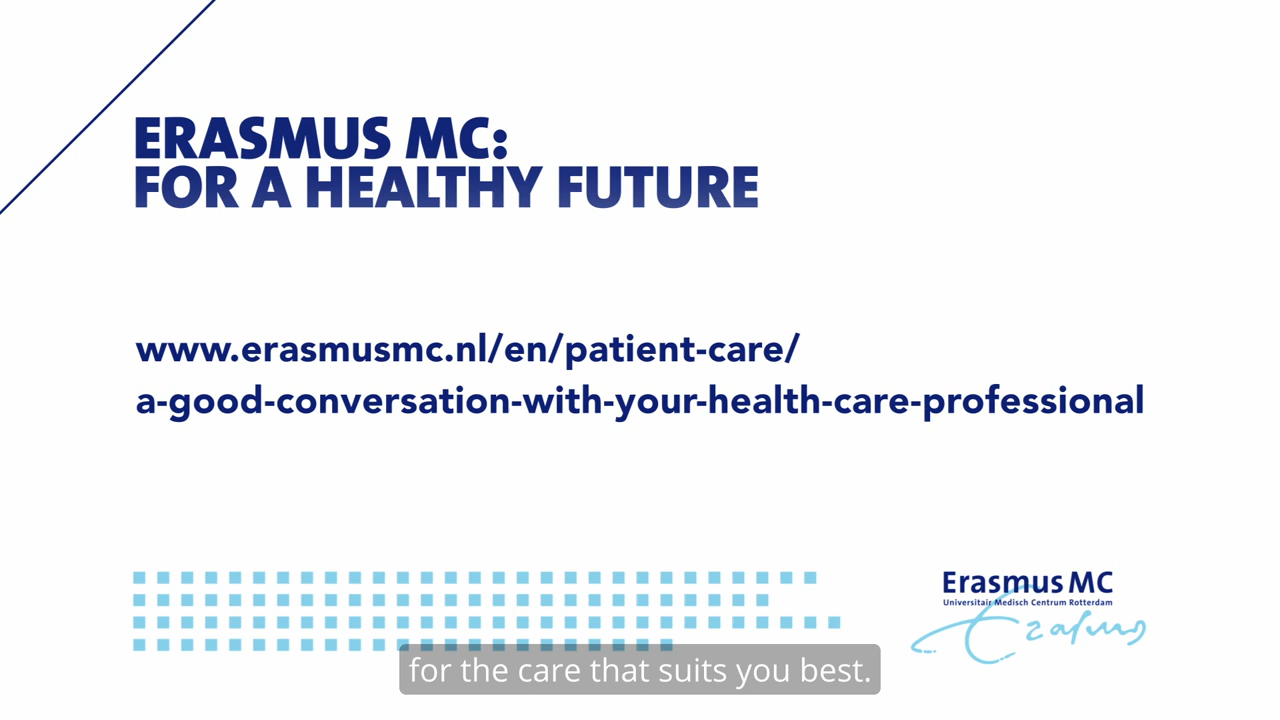 ERASMUS MC:
FOR A HEALTHY FUTURE
www.erasmusmc.nl/en/patient-care/
a-good-conversation-with-your-health-care-professional
Erasmus MC
Universitair Medisch Centrum Rotterdam
Erasmus
for the care that suits you best.